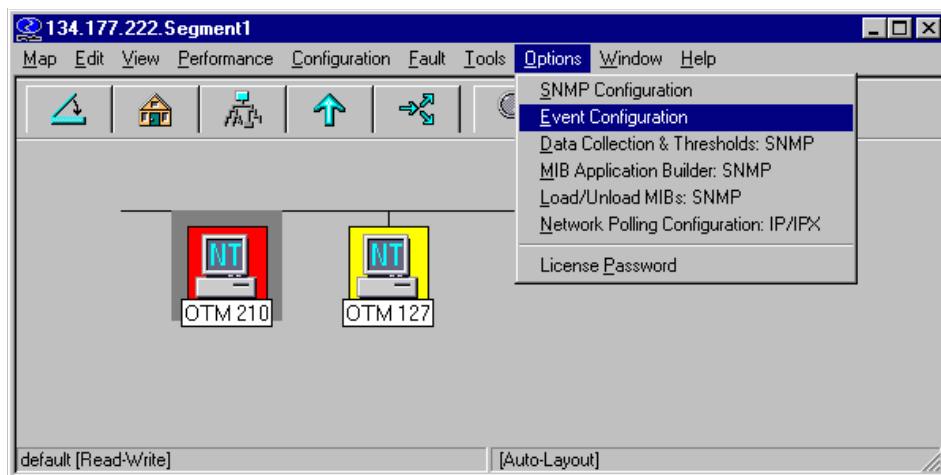 134.177.222.Segment1
Map Edit View Performance Configuration Fault Tools Options Window Help
SNMP Configuration
Event Configuration
Data Collection & Thresholds: SNMP
MIB Application Builder: SNMP
Load/Unload MIBs: SNMP
Network Polling Configuration: IP/IPX
License Password
NT NT
OTM 210 OTM 127
default [Read-Write] [Auto-Layout]